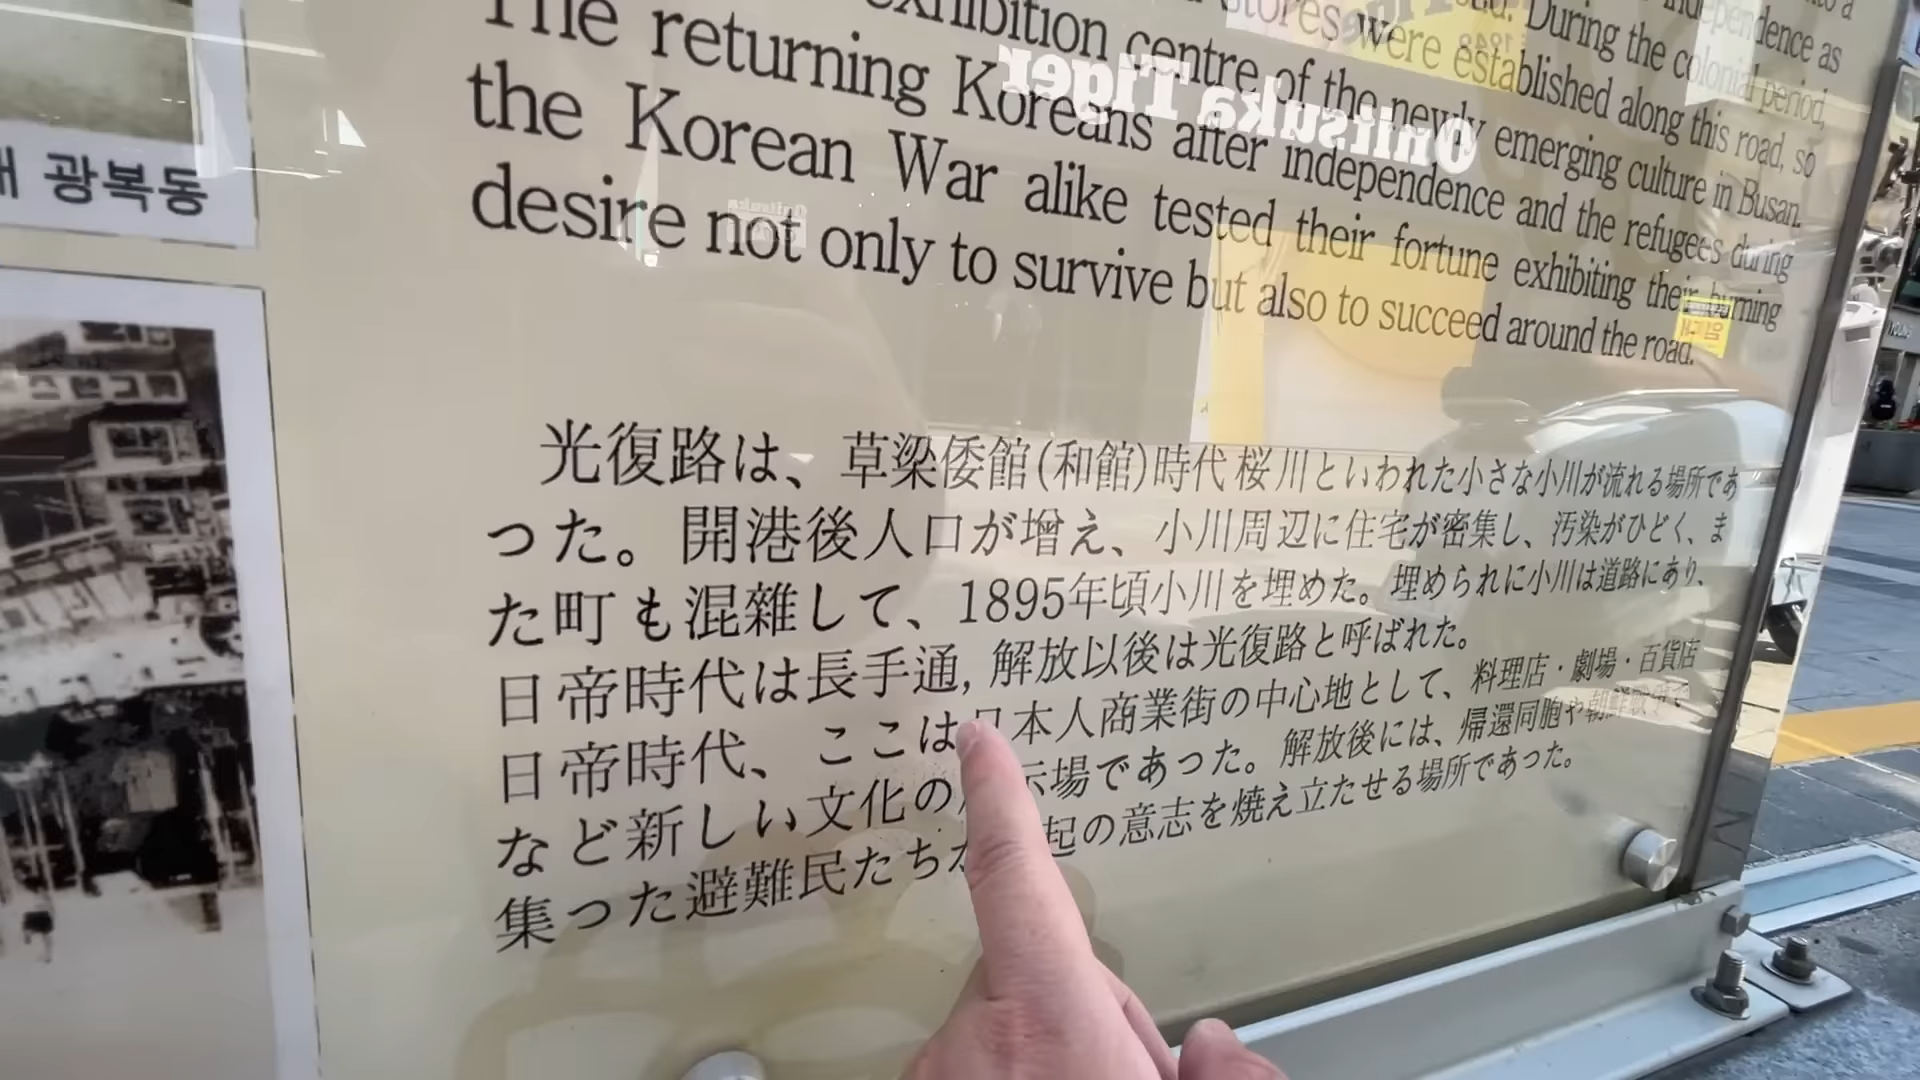 광복동
independence as
During the colonial period,
stores were established along this road, so
exhibition centre of the newly emerging culture in Busan.
The returning Koreans after independence and the refugees during
the Korean War alike tested their fortune exhibiting their burning
desire not only to survive but also to succeed around the road.
Onitsuka Tiger
光復路は、草梁倭館(和館)時代桜川といわれた小さな小川が流れる場所であ
った。開港後人口が増え、小川周辺に住宅が密集し、汚染がひどく、ま
た町も混雑して、1895年頃小川を埋めた。埋められに小川は道路にあり、
日帝時代は長手通, 解放以後は光復路と呼ばれた。
日帝時代、ここは日本人商業街の中心地として、料理店・劇場・百貨店
など新しい文化の 示場であった。解放後には、帰還同胞や朝鮮
集った避難民たち 起の意志を焼え立たせる場所であった。